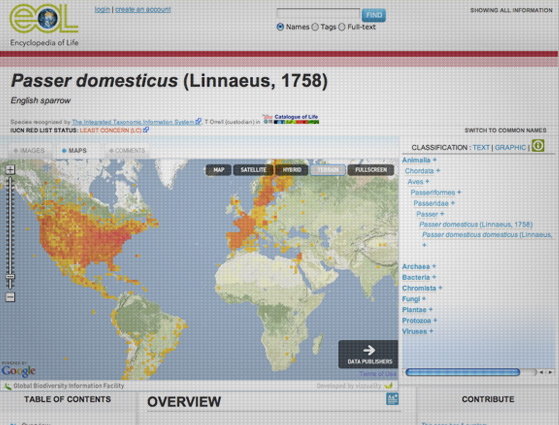 eOL
Encyclopedia of Life
login | create an account
FIND
Names Tags Full-text
SHOWING ALL INFORMATION
Passer domesticus (Linnaeus, 1758)
English sparrow
Species recognized by The Integrated Taxonomic Information System, T Orrell (custodian) in Catalogue of Life
IUCN RED LIST STATUS: LEAST CONCERN (LC)
SWITCH TO COMMON NAMES
IMAGES MAPS COMMENTS
CLASSIFICATION : TEXT | GRAPHIC |
MAP SATELLITE HYBRID TERRAIN FULLSCREEN
Animalia +
Chordata +
Aves +
Passeriformes +
Passeridae +
Passer +
Passer domesticus (Linnaeus, 1758)
Passer domesticus domesticus (Linnaeus,
+
Archaea +
Bacteria +
Chromista +
Fungi +
Plantae +
Protozoa +
Viruses +
DATA PUBLISHERS
POWERED BY
Google
Terms of Use
Global Biodiversity Information Facility
Developed by vizzuality
TABLE OF CONTENTS
OVERVIEW
CONTRIBUTE